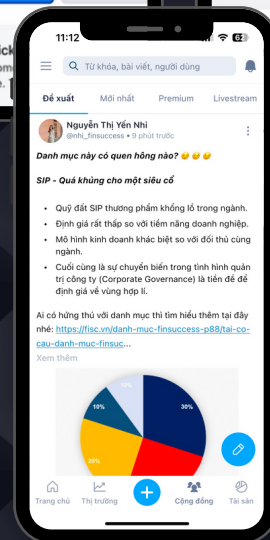 11:12
62
Từ khóa, bài viết, người dùng
Đề xuất Mới nhất Premium Livestream
Nguyễn Thị Yến Nhi
@nhi_finsuccess • 9 phút trước
Danh mục này có quen hông nào? 😜😜😜
SIP - Quá khủng cho một siêu cổ
• Quỹ đất SIP thương phẩm khổng lồ trong ngành.
• Định giá rất thấp so với tiềm năng doanh nghiệp.
• Mô hình kinh doanh khác biệt so với đối thủ cùng
ngành.
• Cuối cùng là sự chuyển biến trong tình hình quản
trị công ty (Corporate Governance) là tiền đề để
định giá về vùng hợp lí.
Ai có hứng thú với danh mục thì tìm hiểu thêm tại đây
nhé: https://fisc.vn/danh-muc-finsuccess-p88/tai-co-
cau-danh-muc-finsuc...
Xem thêm
10%
10%
30%
20%
Trang chủ Thị trường Cộng đồng Tài sản